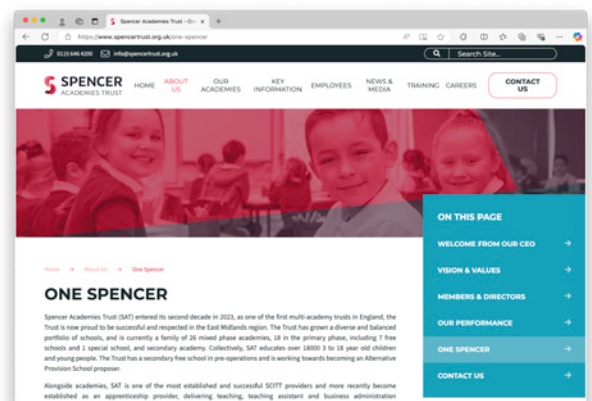 Spencer Academies Trust - One
https://www.spencertrust.org.uk/one-spencer
0115 646 4200 info@spencertrust.org.uk Search Site...
SPENCER
ACADEMIES TRUST
HOME
ABOUT US
OUR ACADEMIES
KEY INFORMATION
EMPLOYEES
NEWS & MEDIA
TRAINING
CAREERS
CONTACT US
ON THIS PAGE
WELCOME FROM OUR CEO →
VISION & VALUES →
MEMBERS & DIRECTORS →
OUR PERFORMANCE →
ONE SPENCER →
CONTACT US →
Home → About Us → One Spencer
ONE SPENCER
Spencer Academies Trust (SAT) entered its second decade in 2023, as one of the first multi-academy trusts in England, the
Trust is now proud to be successful and respected in the East Midlands region. The Trust has grown a diverse and balanced
portfolio of schools, and is currently a family of 26 mixed phase academies, 18 in the primary phase, including 7 free
schools and 1 special school, and secondary academy. Collectively, SAT educates over 18000 3 to 18 year old children
and young people. The Trust has a secondary free school in pre-operations and is working towards becoming an Alternative
Provision School proposer.
Alongside academies, SAT is one of the most established and successful SCITT providers and more recently become
established as an apprenticeship provider, delivering teaching, teaching assistant and business administration